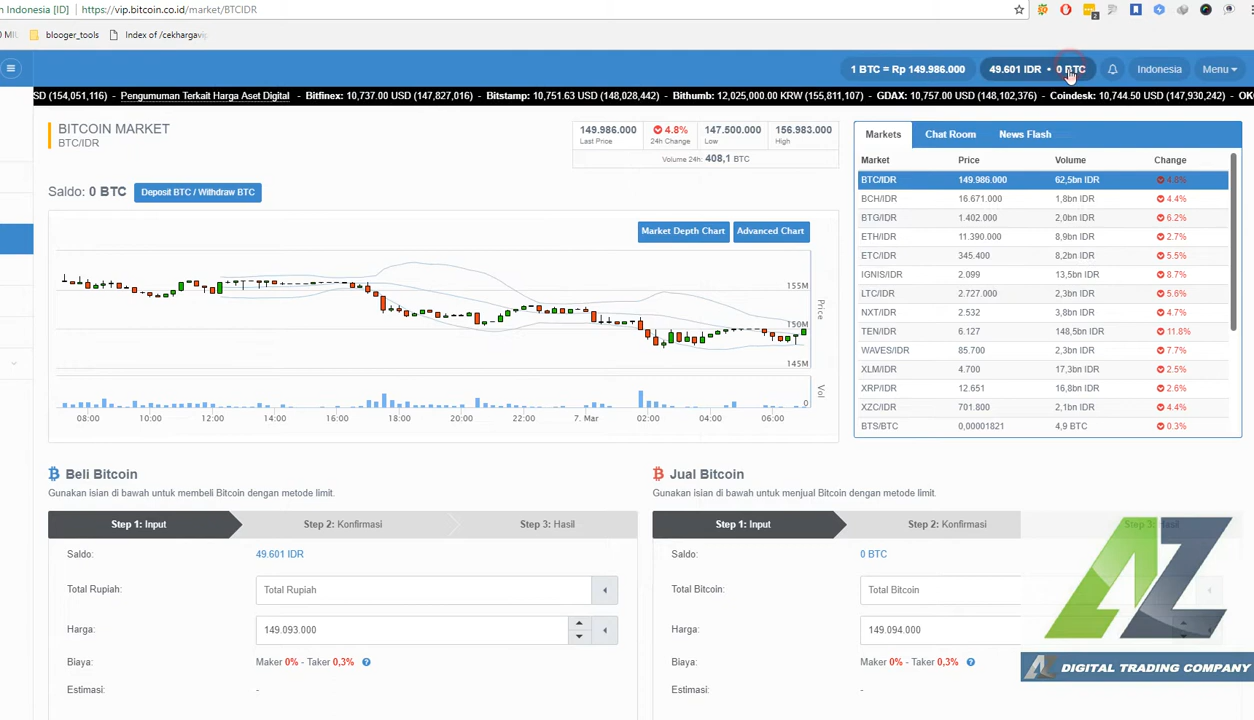 n Indonesia [ID] | https://vip.bitcoin.co.id/market/BTCIDR
blooger_tools Index of /cekhargavip
1 BTC = Rp 149.986.000 49.601 IDR • 0 BTC Indonesia Menu
SD (154,051,116) - Pengumuman Terkait Harga Aset Digital - Bitfinex: 10,737.00 USD (147,827,016) - Bitstamp: 10,751.63 USD (148,028,442) - Bithumb: 12,025,000.00 KRW (155,811,107) - GDAX: 10,757.00 USD (148,102,376) - Coindesk: 10,744.50 USD (147,930,242) - OKC
BITCOIN MARKET
BTC/IDR
149.986.000 4.8% 147.500.000 156.983.000
Last Price 24h Change Low High
Volume 24h: 408,1 BTC
Saldo: 0 BTC Deposit BTC / Withdraw BTC
Market Depth Chart Advanced Chart
155M
150M
145M
Price
Vol
0
08:00 10:00 12:00 14:00 16:00 18:00 20:00 22:00 7. Mar 02:00 04:00 06:00
Markets Chat Room News Flash
Market Price Volume Change
BTC/IDR 149.986.000 62,5bn IDR 4.8%
BCH/IDR 16.671.000 1,8bn IDR 4.4%
BTG/IDR 1.402.000 2,0bn IDR 6.2%
ETH/IDR 11.390.000 8,9bn IDR 2.7%
ETC/IDR 345.400 8,2bn IDR 5.5%
IGNIS/IDR 2.099 13,5bn IDR 8.7%
LTC/IDR 2.727.000 2,3bn IDR 5.6%
NXT/IDR 2.532 3,8bn IDR 4.7%
TEN/IDR 6.127 148,5bn IDR 11.8%
WAVES/IDR 85.700 2,3bn IDR 7.7%
XLM/IDR 4.700 17,3bn IDR 2.5%
XRP/IDR 12.651 16,8bn IDR 2.6%
XZC/IDR 701.800 2,1bn IDR 4.4%
BTS/BTC 0,00001821 4,9 BTC 0.3%
Beli Bitcoin
Gunakan isian di bawah untuk membeli Bitcoin dengan metode limit.
Step 1: Input Step 2: Konfirmasi Step 3: Hasil
Saldo: 49.601 IDR
Total Rupiah: Total Rupiah
Harga: 149.093.000
Biaya: Maker 0% - Taker 0,3%
Estimasi: -
Jual Bitcoin
Gunakan isian di bawah untuk menjual Bitcoin dengan metode limit.
Step 1: Input Step 2: Konfirmasi Step 3: Hasil
Saldo: 0 BTC
Total Bitcoin: Total Bitcoin
Harga: 149.094.000
Biaya: Maker 0% - Taker 0,3%
Estimasi: -
AZ
AZ DIGITAL TRADING COMPANY